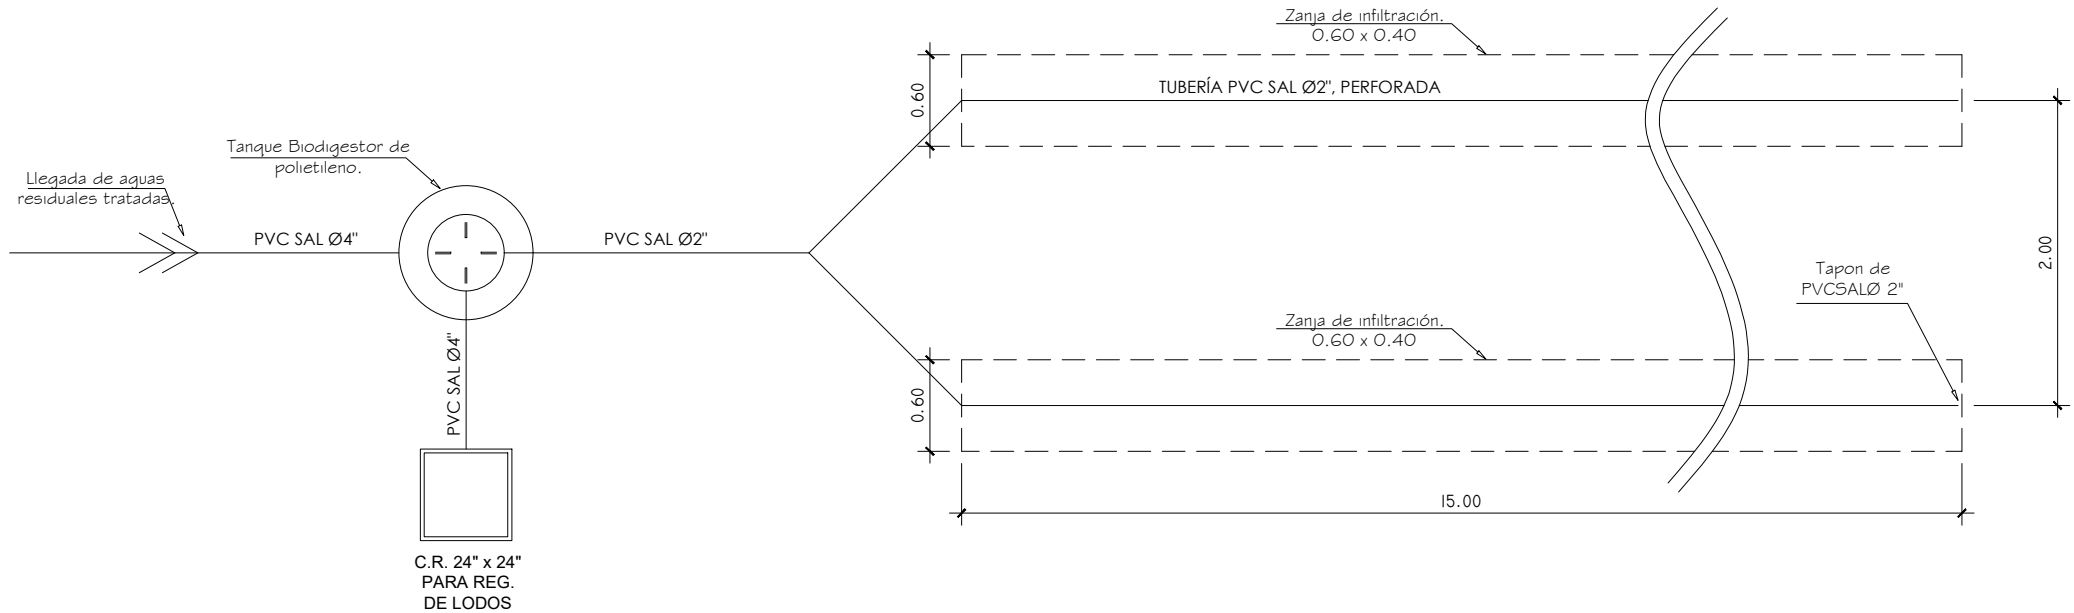 Zanja de infiltración.
0.60 x 0.40
TUBERÍA PVC SAL Ø2", PERFORADA
0.60
Tanque Biodigestor de
polietileno.
Llegada de aguas
residuales tratadas.
PVC SAL Ø4"
PVC SAL Ø2"
2.00
Tapon de
PVCSALØ 2"
Zanja de infiltración.
0.60 x 0.40
PVC SAL Ø4"
0.60
15.00
C.R. 24" x 24"
PARA REG.
DE LODOS